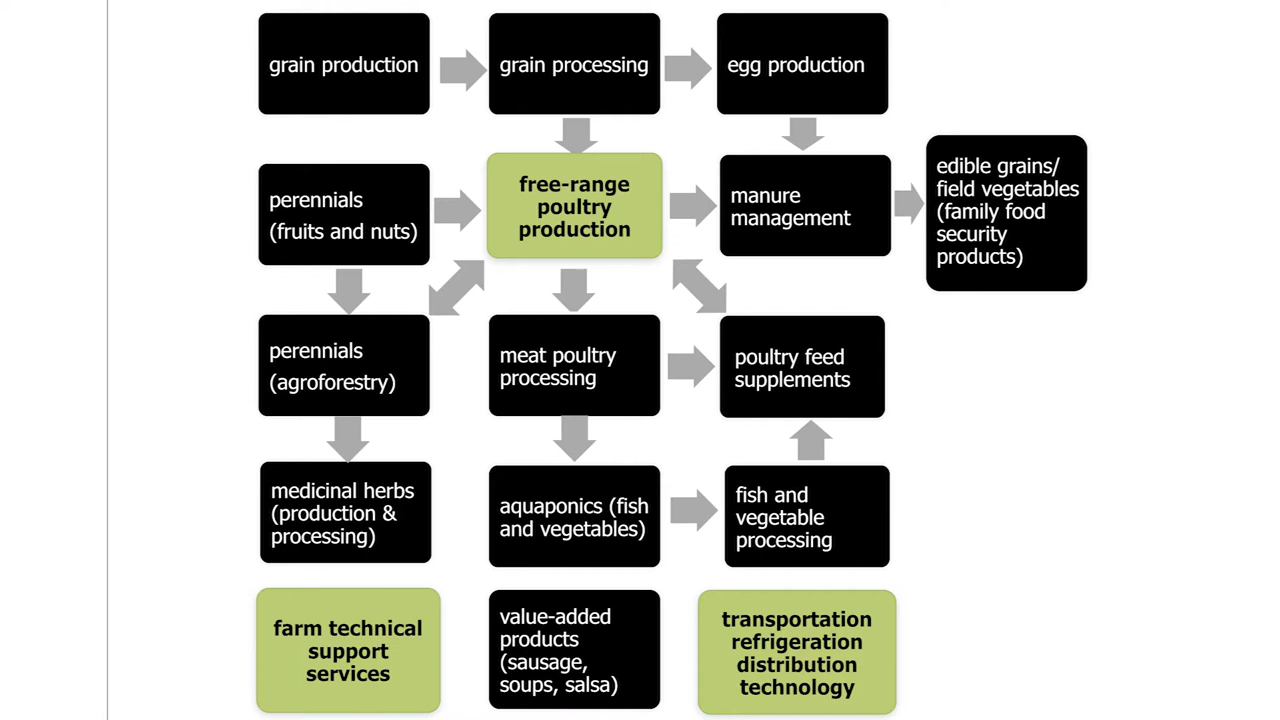 grain production
grain processing
egg production
perennials
(fruits and nuts)
free-range
poultry
production
manure
management
edible grains/
field vegetables
(family food
security
products)
perennials
(agroforestry)
meat poultry
processing
poultry feed
supplements
medicinal herbs
(production &
processing)
aquaponics (fish
and vegetables)
fish and
vegetable
processing
farm technical
support
services
value-added
products
(sausage,
soups, salsa)
transportation
refrigeration
distribution
technology